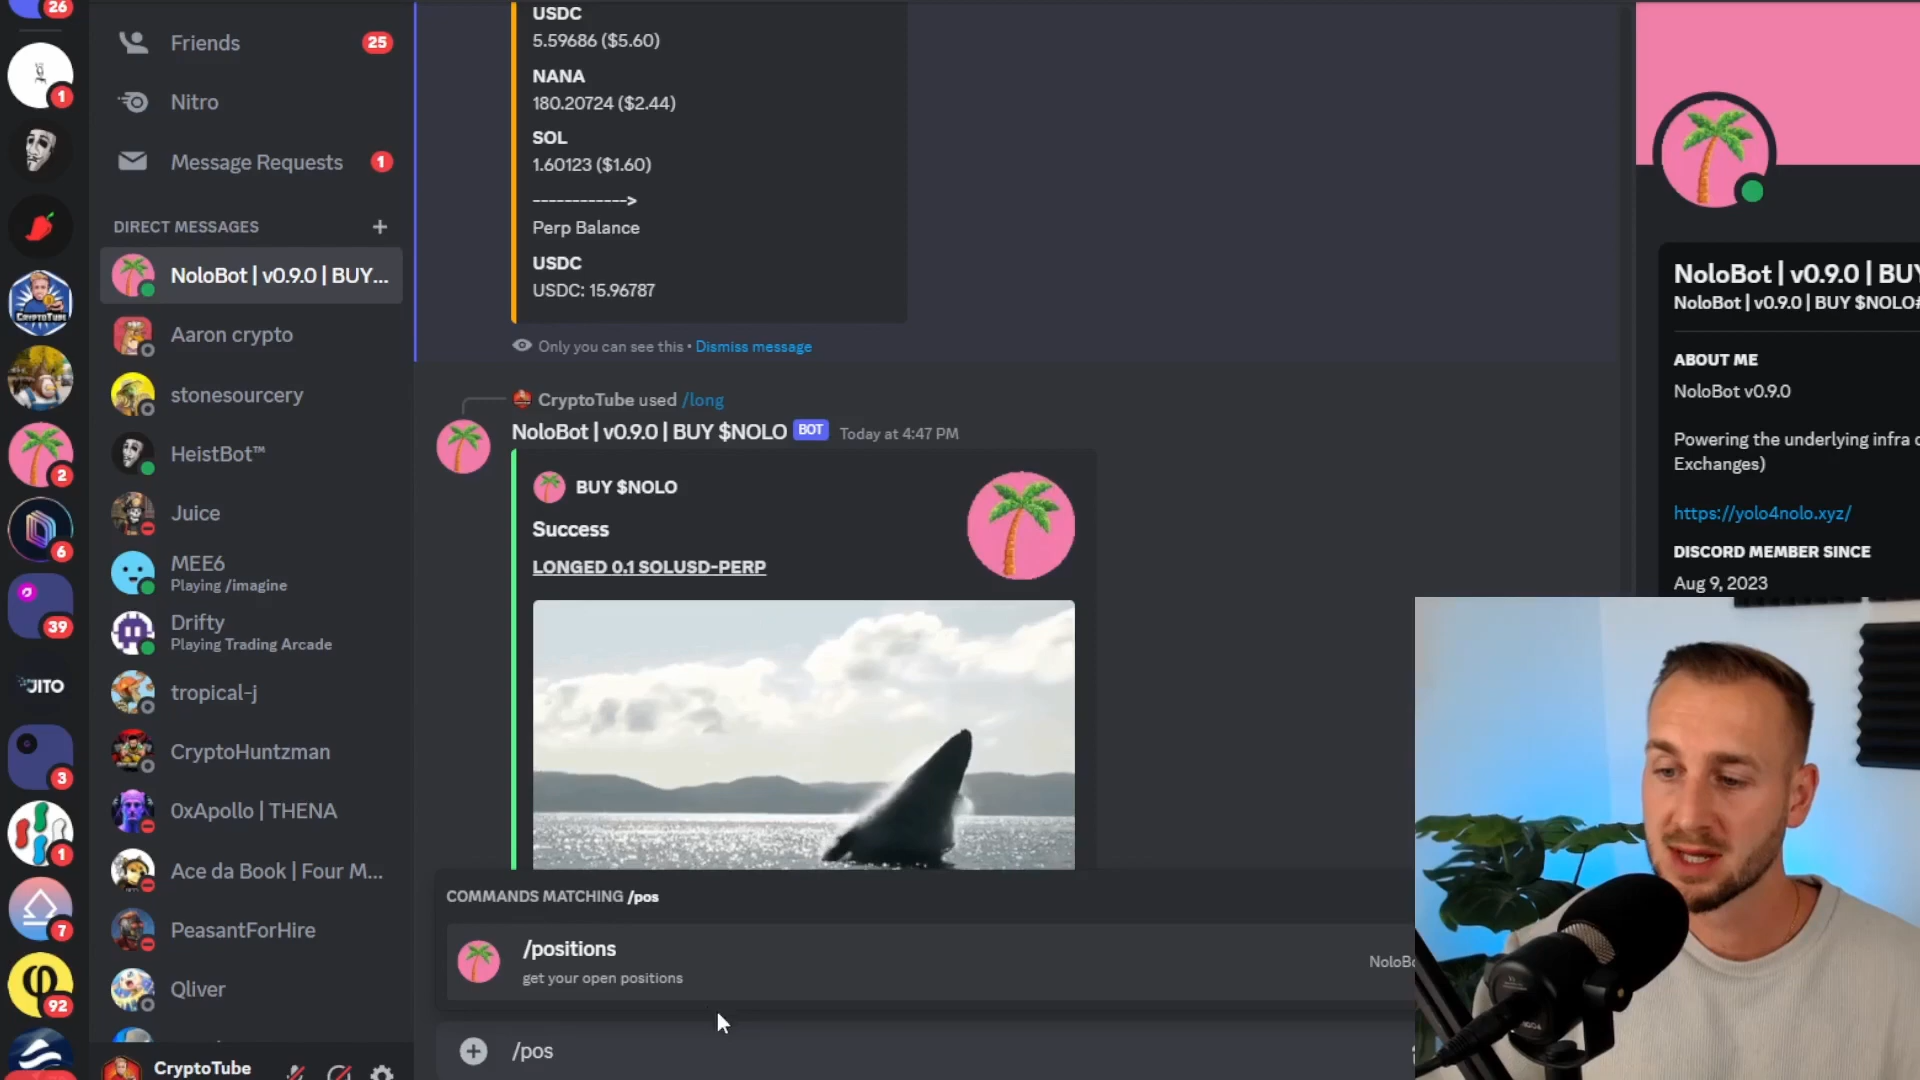 26
1
2
6
39
JITO
3
1
7
92
Friends
25
Nitro
Message Requests
1
DIRECT MESSAGES
NoloBot | v0.9.0 | BUY...
Aaron crypto
stonesourcery
HeistBot™
Juice
MEE6
Playing /imagine
Drifty
Playing Trading Arcade
tropical-j
CryptoHuntzman
0xApollo | THENA
Ace da Book | Four M...
PeasantForHire
Qliver
CryptoTube
USDC
5.59686 ($5.60)
NANA
180.20724 ($2.44)
SOL
1.60123 ($1.60)
------------>
Perp Balance
USDC
USDC: 15.96787
Only you can see this • Dismiss message
CryptoTube used /long
NoloBot | v0.9.0 | BUY $NOLO BOT Today at 4:47 PM
BUY $NOLO
Success
LONGED 0.1 SOLUSD-PERP
COMMANDS MATCHING /pos
/positions
get your open positions
NoloBo
/pos
NoloBot | v0.9.0 | BUY
NoloBot | v0.9.0 | BUY $NOLO#
ABOUT ME
NoloBot v0.9.0
Powering the underlying infra o
Exchanges)
https://yolo4nolo.xyz/
DISCORD MEMBER SINCE
Aug 9, 2023